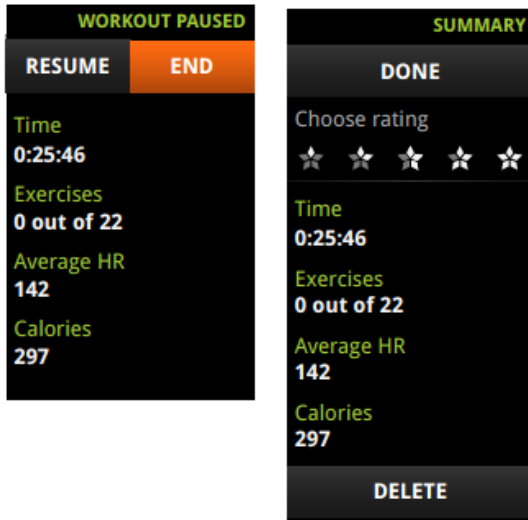 WORKOUT PAUSED
RESUME END
Time
0:25:46
Exercises
0 out of 22
Average HR
142
Calories
297
SUMMARY
DONE
Choose rating
Time
0:25:46
Exercises
0 out of 22
Average HR
142
Calories
297
DELETE